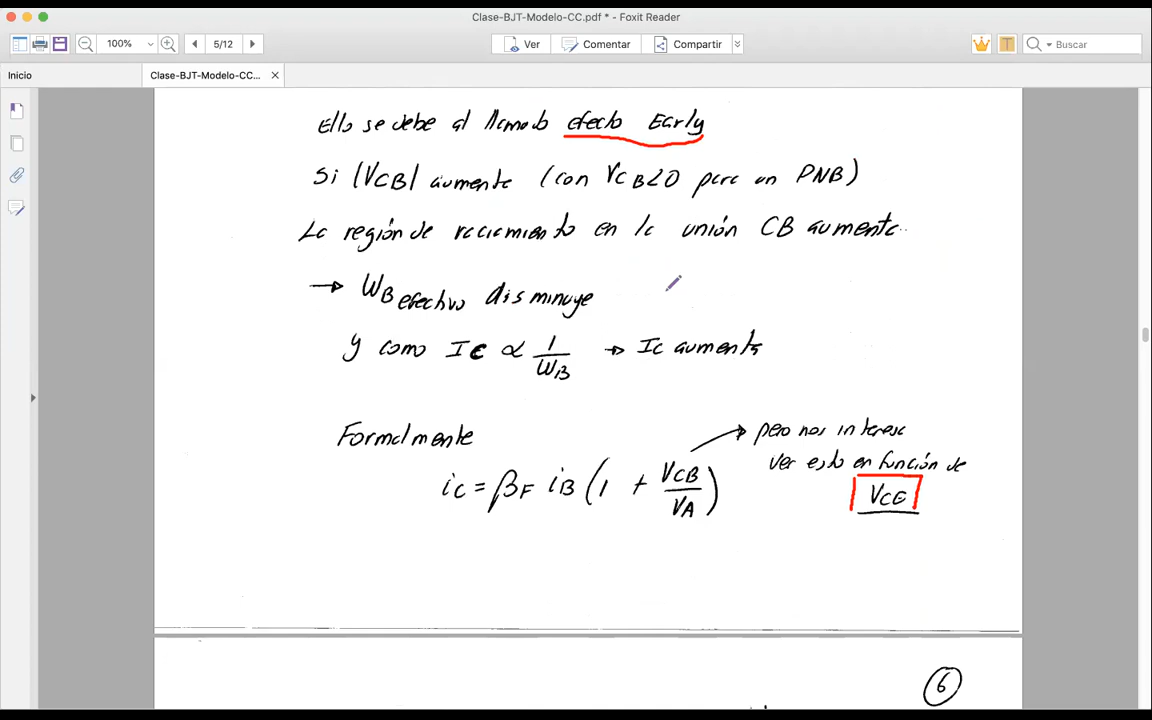 Clase-BJT-Modelo-CC.pdf * - Foxit Reader
100% 5/12 Ver Comentar Compartir T Buscar
Inicio Clase-BJT-Modelo-CC... ×
Ello se debe al llamado efecto Early
Si |VCB| aumenta (con VCB<0 para un PNB)
La región de vaciamiento en la unión CB aumenta..
→ WB efectivo disminuye
y como IC ∝ 1/WB → Ic aumenta
Formalmente
→ pero nos interesa
ver esto en función de
VCE
ic = βF iB (1 + VCB/VA)
6